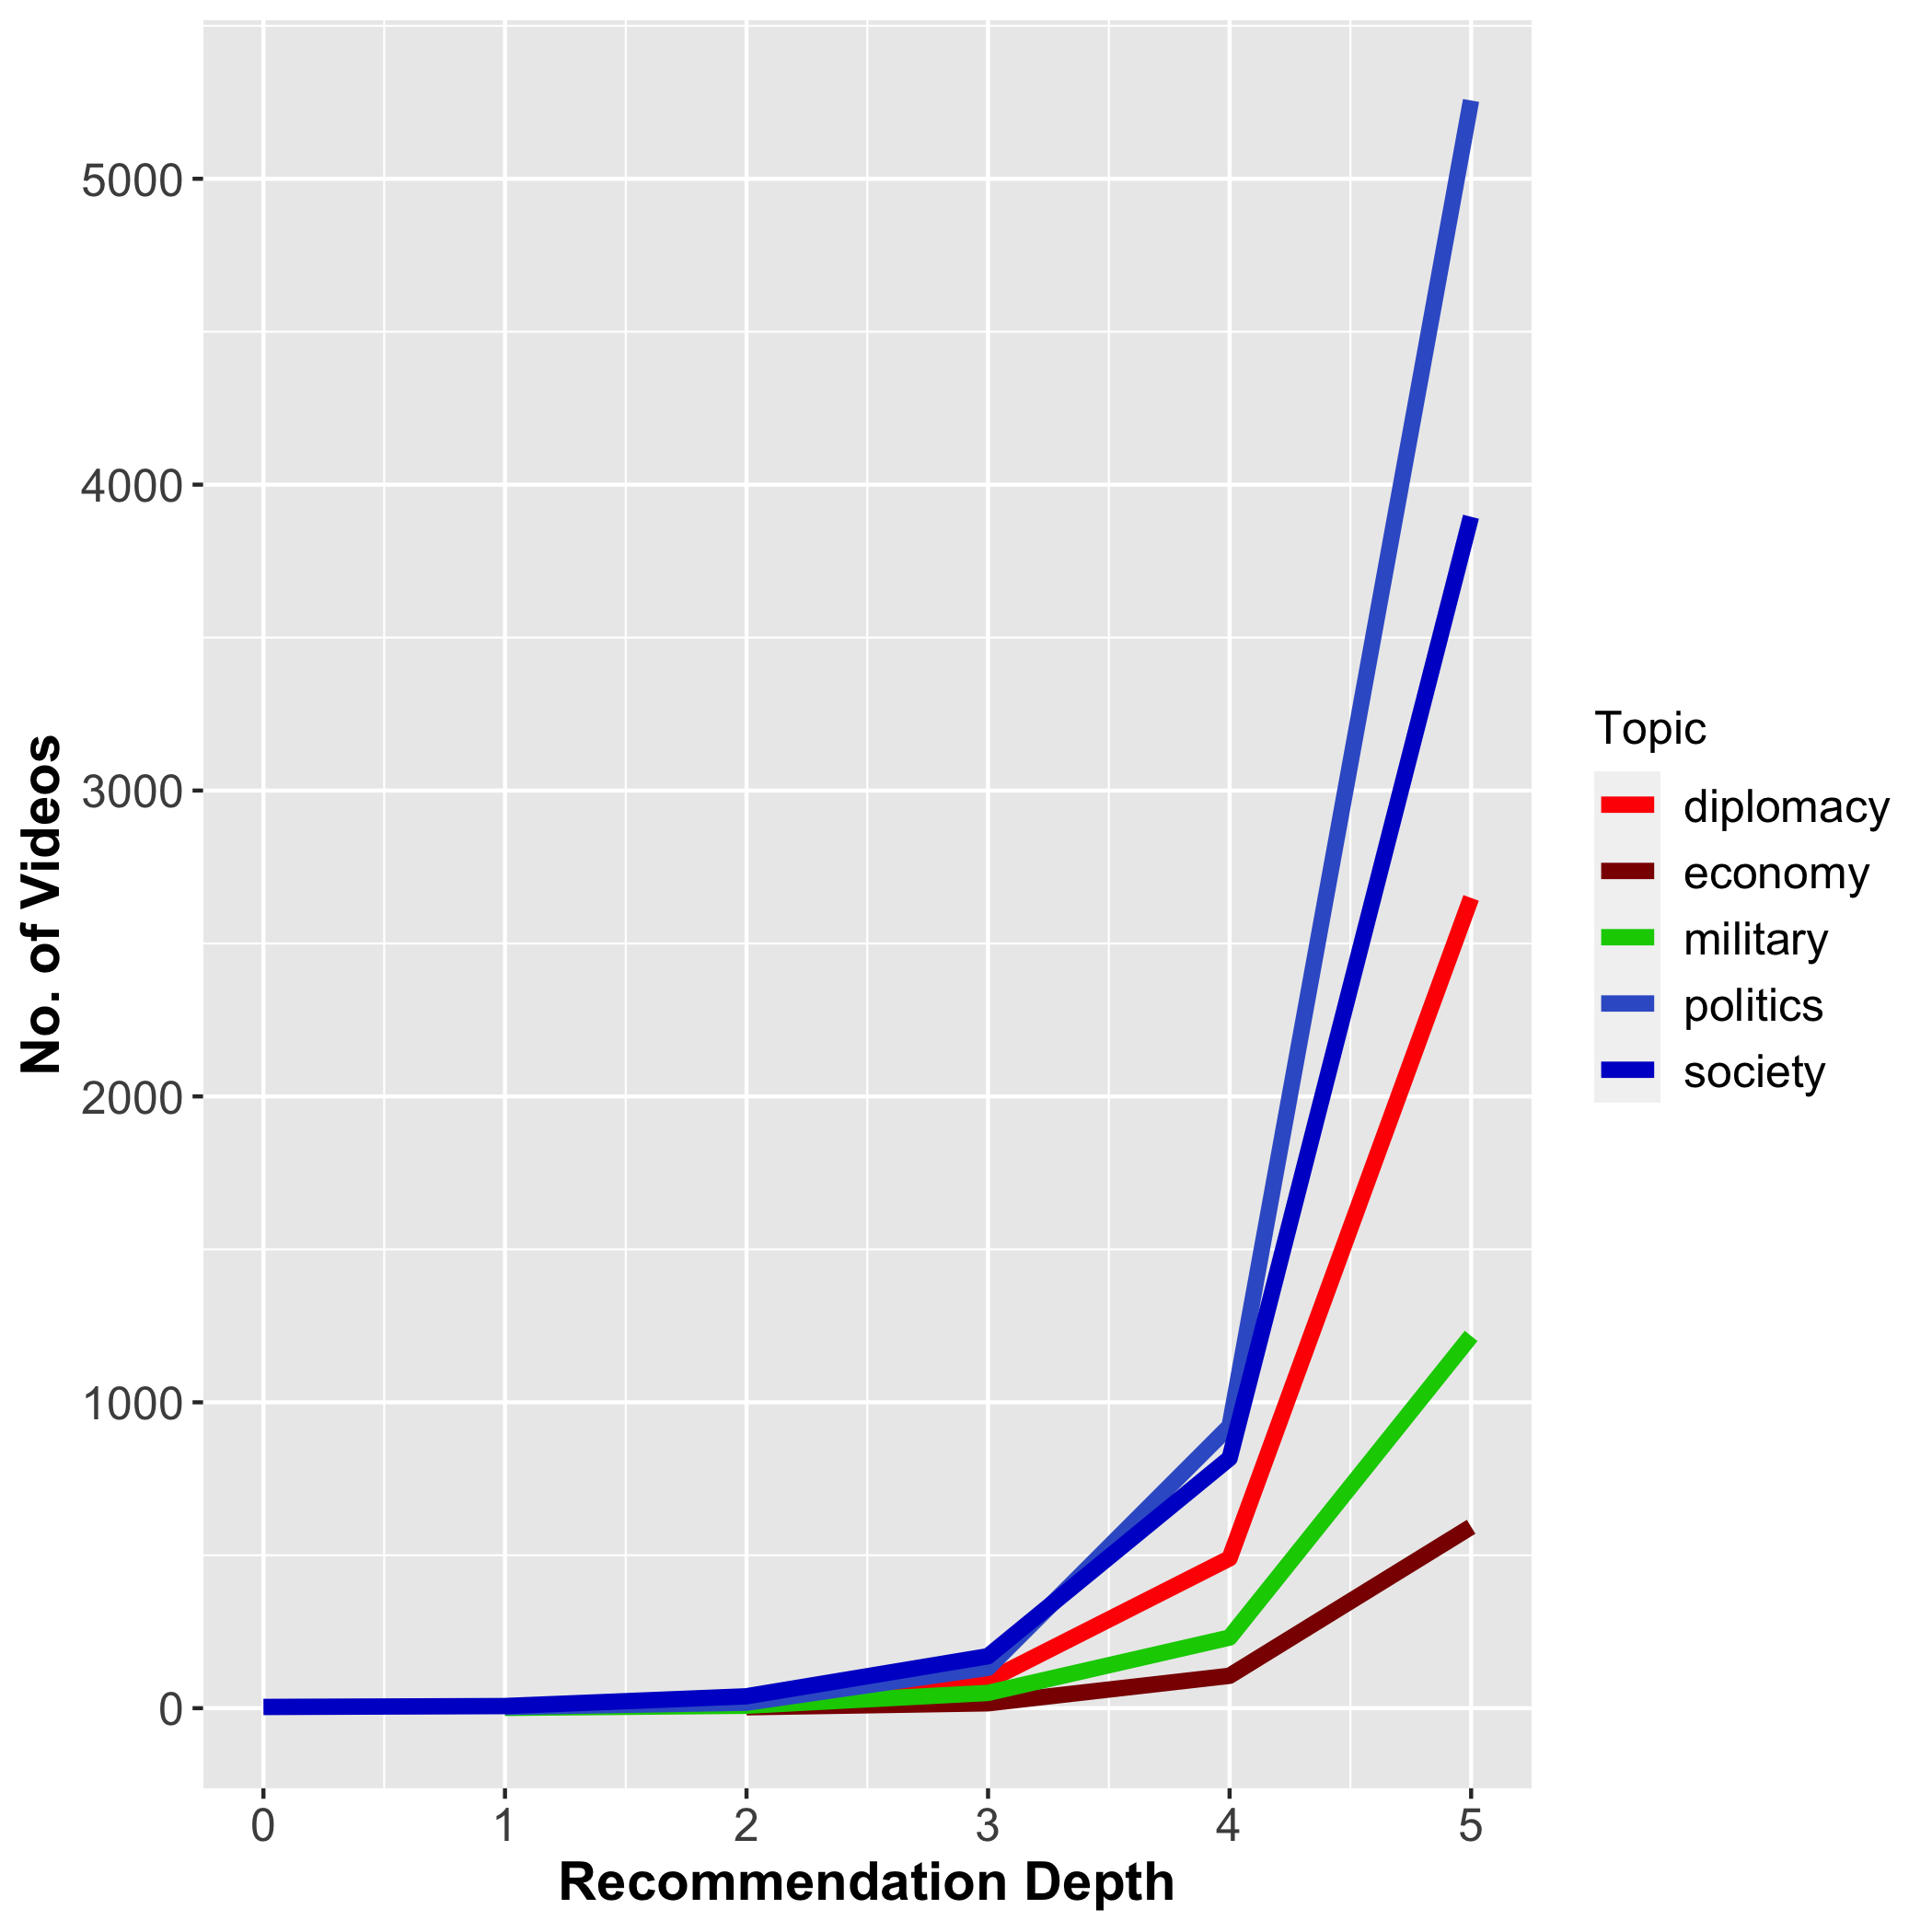 No. of Videos
5000
4000
3000
2000
1000
0
0 1 2 3 4 5
Recommendation Depth
Topic
diplomacy
economy
military
politics
society